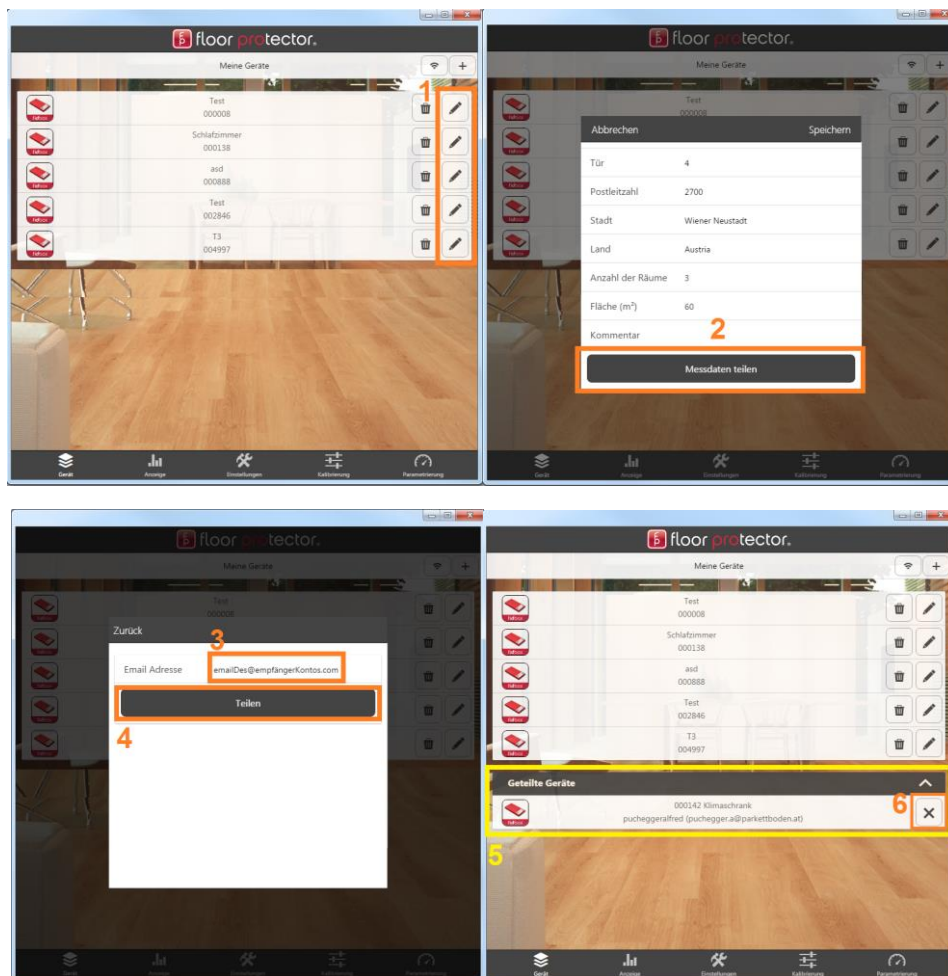 floor protector.
Meine Geräte
1
Test
000008
Schlafzimmer
000138
asd
000888
Test
002846
T3
004997
Gerät
Anzeige
Einstellungen
Kalibrierung
Parametrierung
floor protector.
Meine Geräte
Test
000008
Abbrechen Speichern
Tür 4
Postleitzahl 2700
Stadt Wiener Neustadt
Land Austria
Anzahl der Räume 3
Fläche (m²) 60
Kommentar
2
Messdaten teilen
Gerät
Anzeige
Einstellungen
Kalibrierung
Parametrierung
floor protector.
Meine Geräte
Test
000008
Zurück
3
Email Adresse emailDes@empfängerKontos.com
Teilen
4
Gerät
Anzeige
Einstellungen
Kalibrierung
Parametrierung
floor protector.
Meine Geräte
Test
000008
Schlafzimmer
000138
asd
000888
Test
002846
T3
004997
Geteilte Geräte
000142 Klimaschrank
6
pucheggeralfred (puchegger.a@parkettboden.at)
5
Gerät
Anzeige
Einstellungen
Kalibrierung
Parametrierung